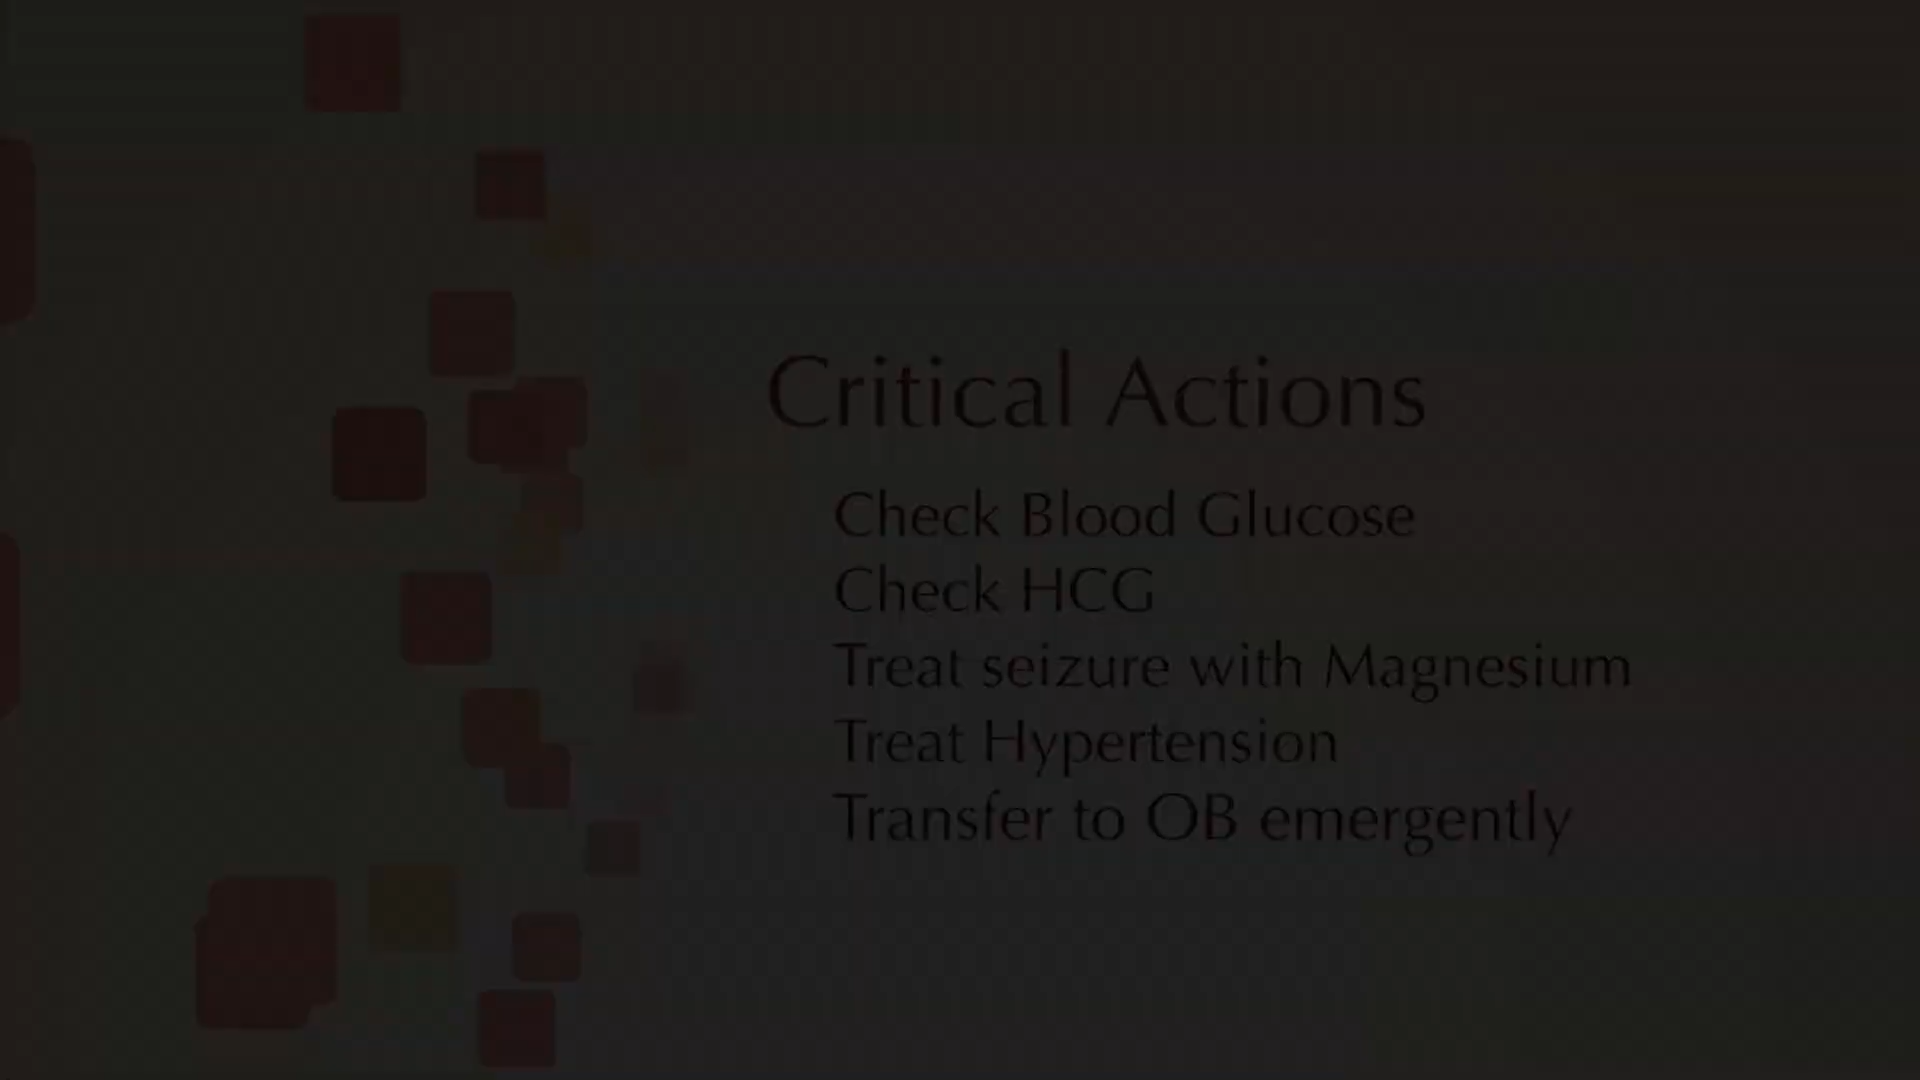 Critical Actions
Check Blood Glucose
Check HCG
Treat seizure with Magnesium
Treat Hypertension
Transfer to OB emergently